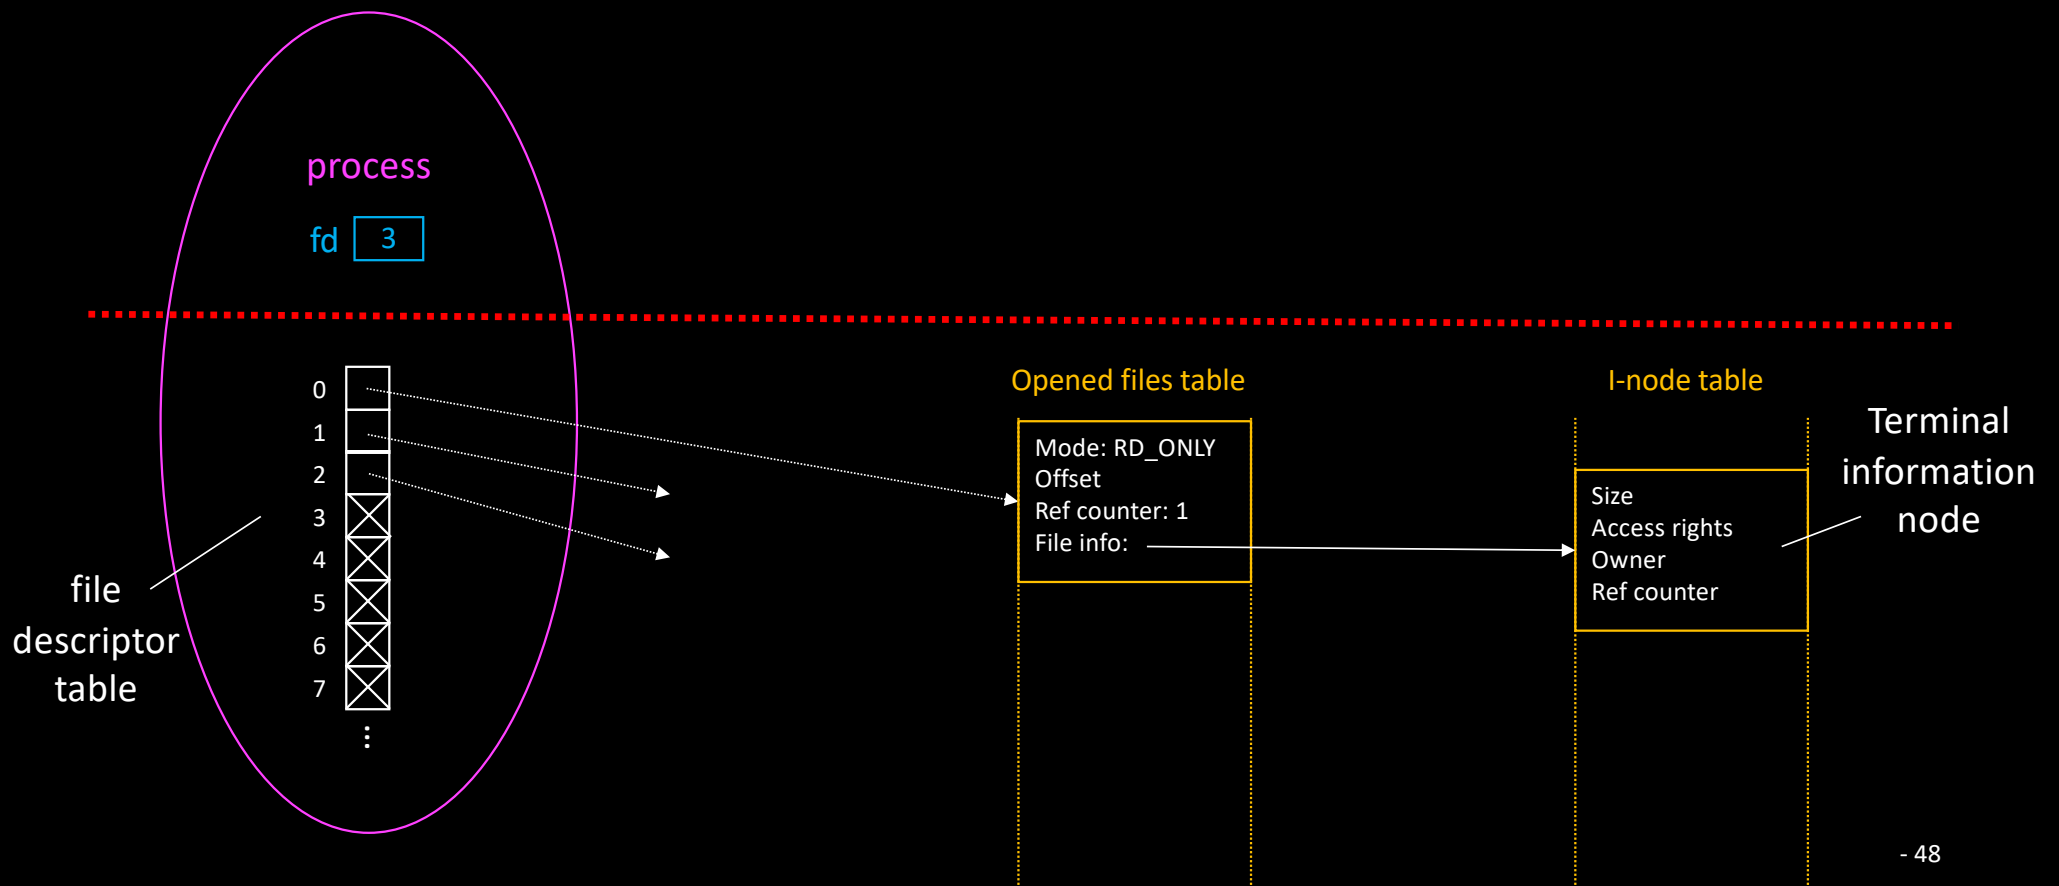 process
fd 3
0
1
2
3
4
5
6
7
...
file
descriptor
table
Opened files table
Mode: RD_ONLY
Offset
Ref counter: 1
File info:
I-node table
Size
Access rights
Owner
Ref counter
Terminal
information
node
- 48